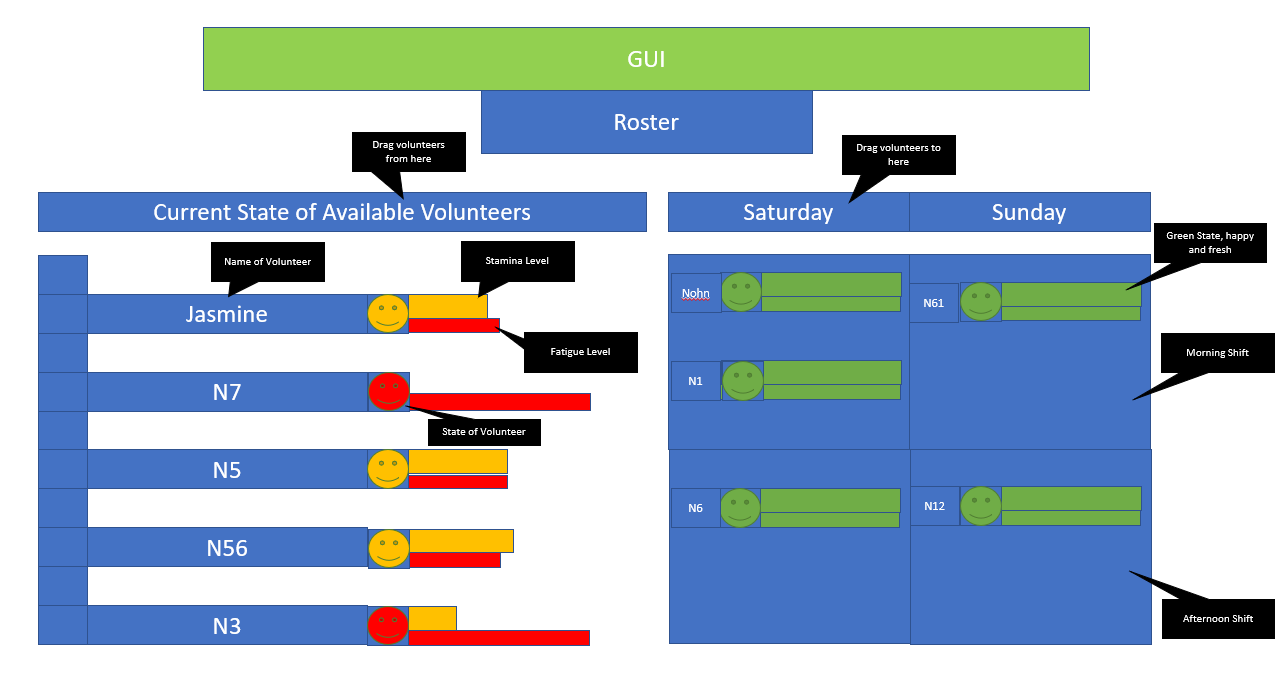 GUI
Roster
Drag volunteers
from here
Drag volunteers to
here
Current State of Available Volunteers
Saturday
Sunday
Green State, happy
and fresh
Name of Volunteer
Stamina Level
Jasmine
Fatigue Level
N7
State of Volunteer
N5
N56
N3
Nohn
N61
N1
Morning Shift
N6
N12
Afternoon Shift